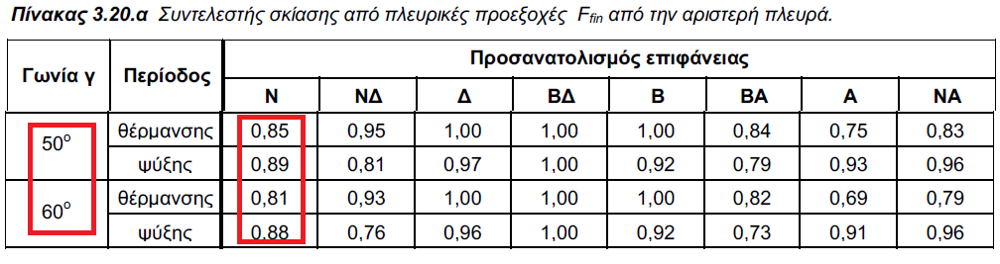 Πίνακας 3.20.α Συντελεστής σκίασης από πλευρικές προεξοχές Ffin από την αριστερή πλευρά.
Γωνία γ Περίοδος Προσανατολισμός επιφάνειας
Ν ΝΔ Δ ΒΔ Β ΒΑ Α ΝΑ
50° θέρμανσης 0,85 0,95 1,00 1,00 1,00 0,84 0,75 0,83
ψύξης 0,89 0,81 0,97 1,00 0,92 0,79 0,93 0,96
60° θέρμανσης 0,81 0,93 1,00 1,00 1,00 0,82 0,69 0,79
ψύξης 0,88 0,76 0,96 1,00 0,92 0,73 0,91 0,96